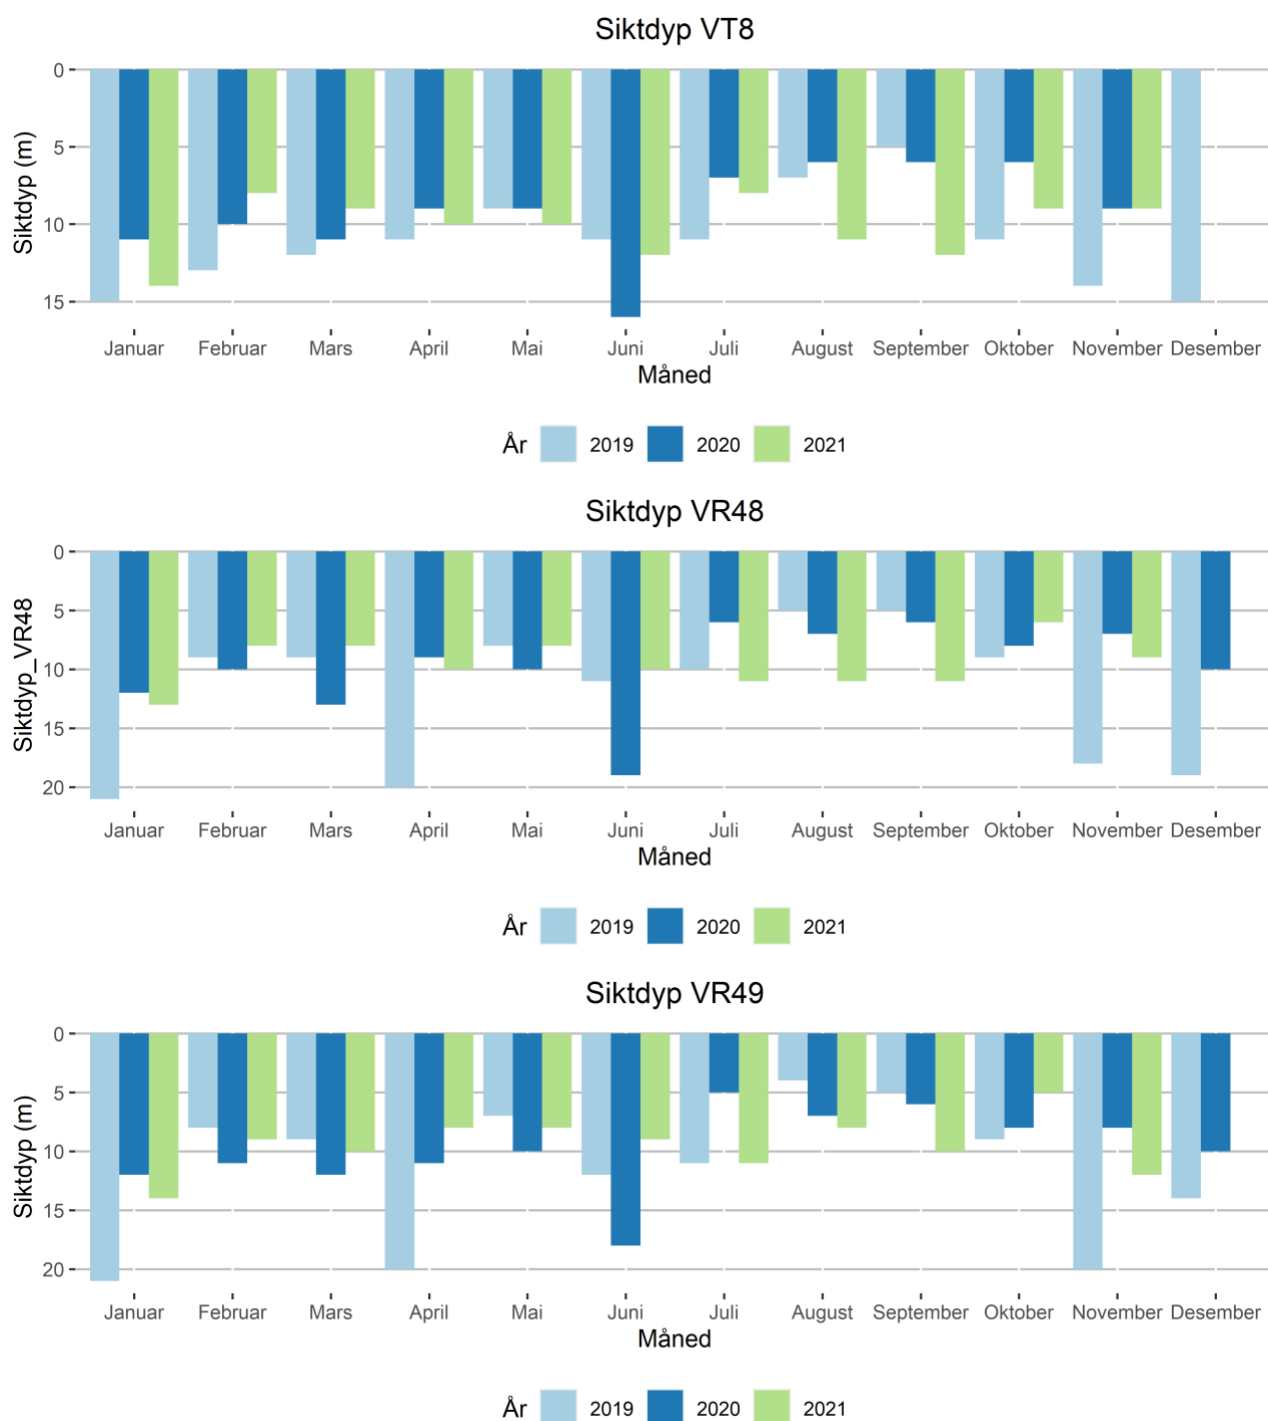 Siktdyp VT8
Siktdyp (m)
0
5
10
15
Januar Februar Mars April Mai Juni Juli August September Oktober November Desember
Måned
År 2019 2020 2021
Siktdyp VR48
Siktdyp_VR48
0
5
10
15
20
Januar Februar Mars April Mai Juni Juli August September Oktober November Desember
Måned
År 2019 2020 2021
Siktdyp VR49
Siktdyp (m)
0
5
10
15
20
Januar Februar Mars April Mai Juni Juli August September Oktober November Desember
Måned
År 2019 2020 2021